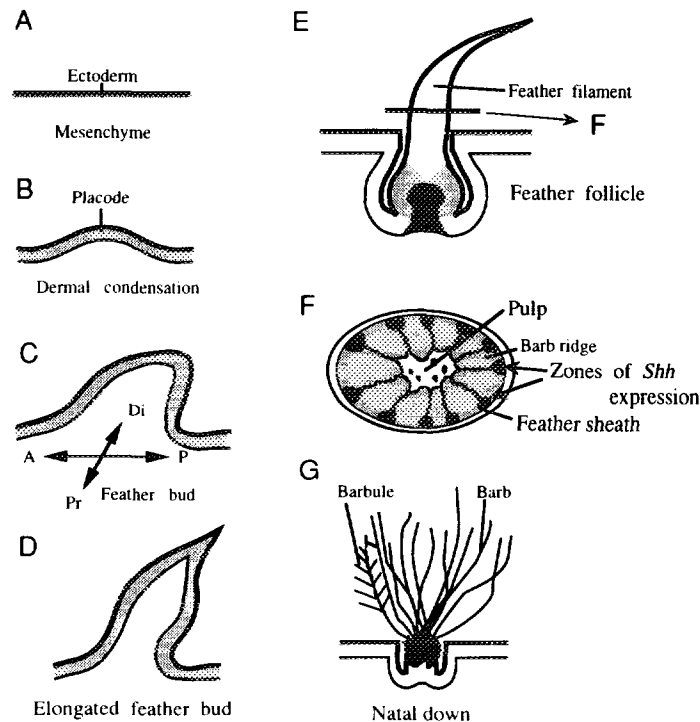 A
Ectoderm
Mesenchyme
B
Placode
Dermal condensation
C
Di
A
P
Pr
Feather bud
D
Elongated feather bud
E
Feather filament
F
Feather follicle
F
Pulp
Barb ridge
Zones of Shh
expression
Feather sheath
G
Barbule
Barb
Natal down